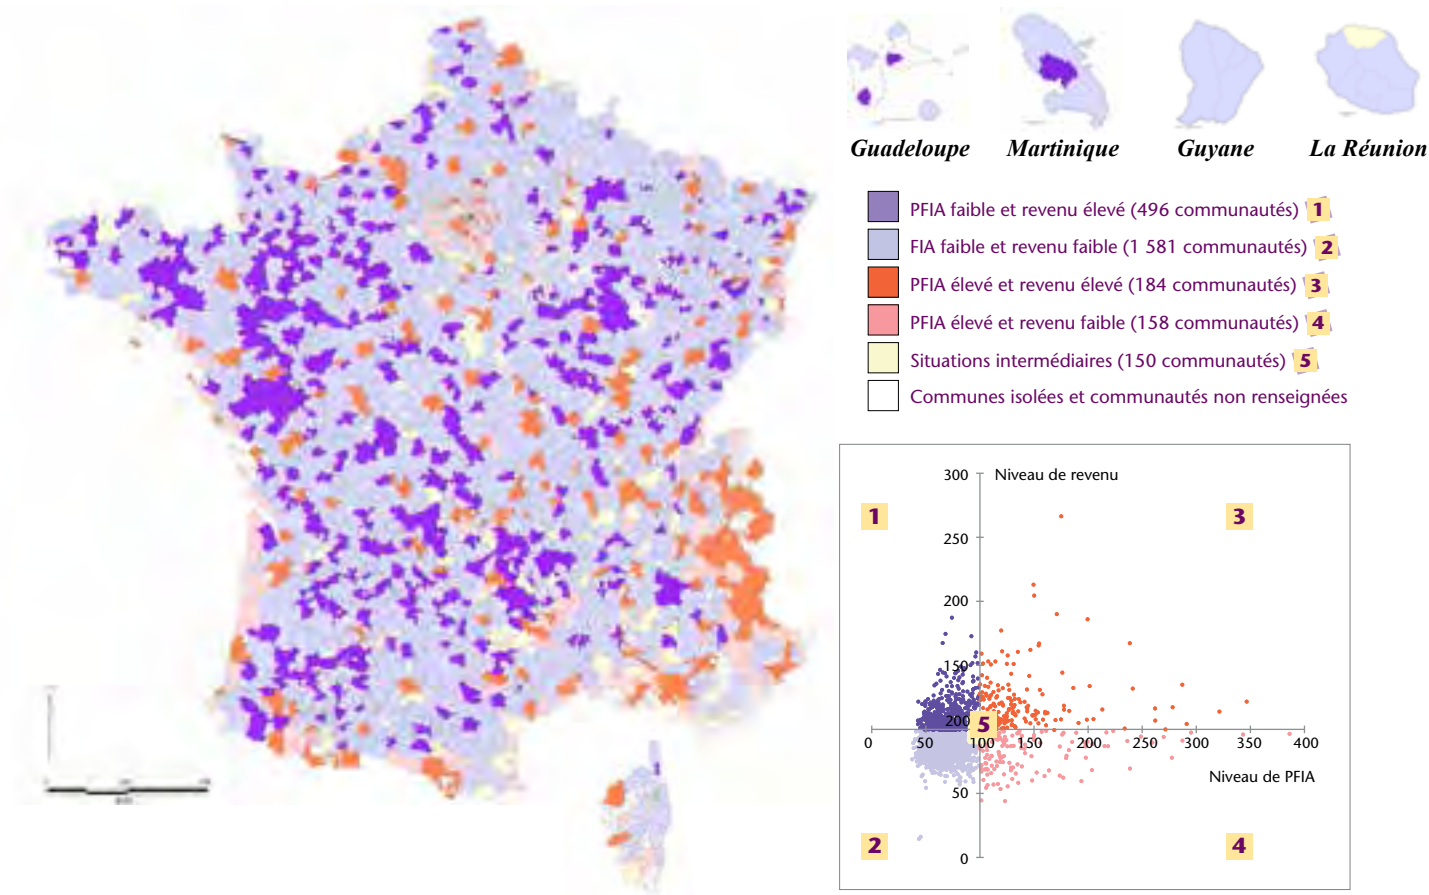 Guadeloupe
Martinique
Guyane
La Réunion
PFIA faible et revenu élevé (496 communautés) 1
FIA faible et revenu faible (1 581 communautés) 2
PFIA élevé et revenu élevé (184 communautés) 3
PFIA élevé et revenu faible (158 communautés) 4
Situations intermédiaires (150 communautés) 5
Communes isolées et communautés non renseignées
300
Niveau de revenu
1
3
250
200
150
200
5
0
50
100
150
200
250
300
350
400
Niveau de PFIA
50
2
4
0